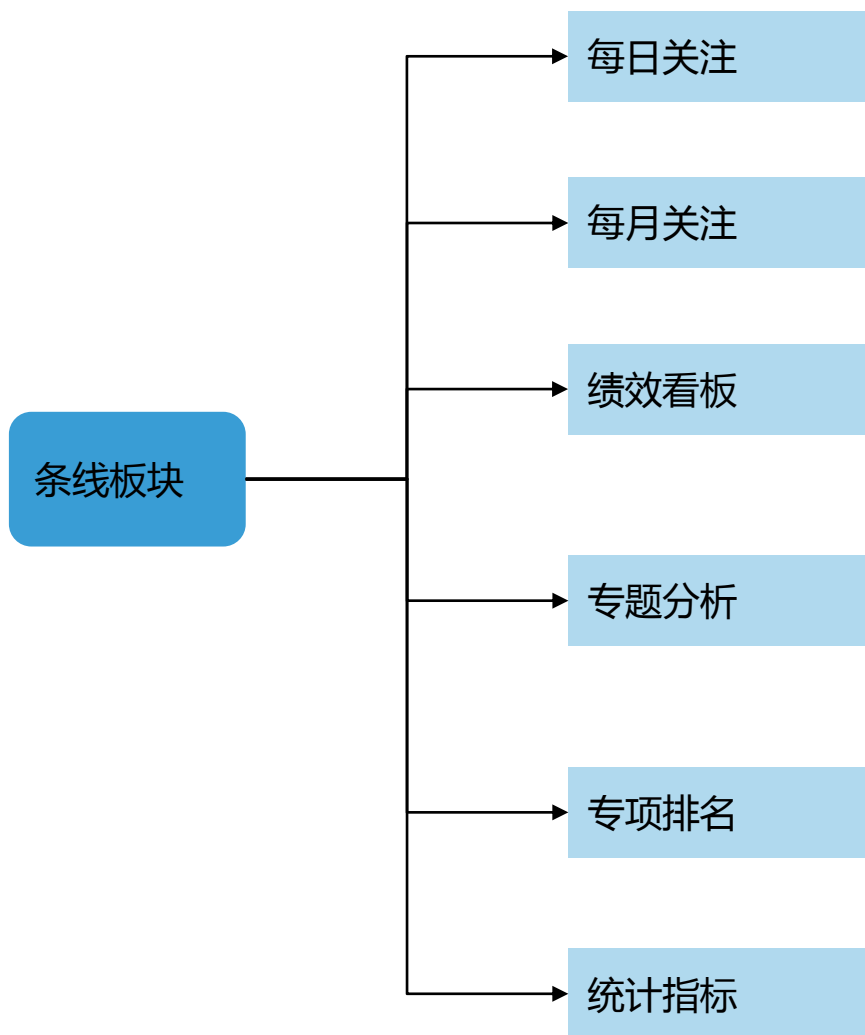 每日关注
每月关注
绩效看板
条线板块
专题分析
专项排名
统计指标